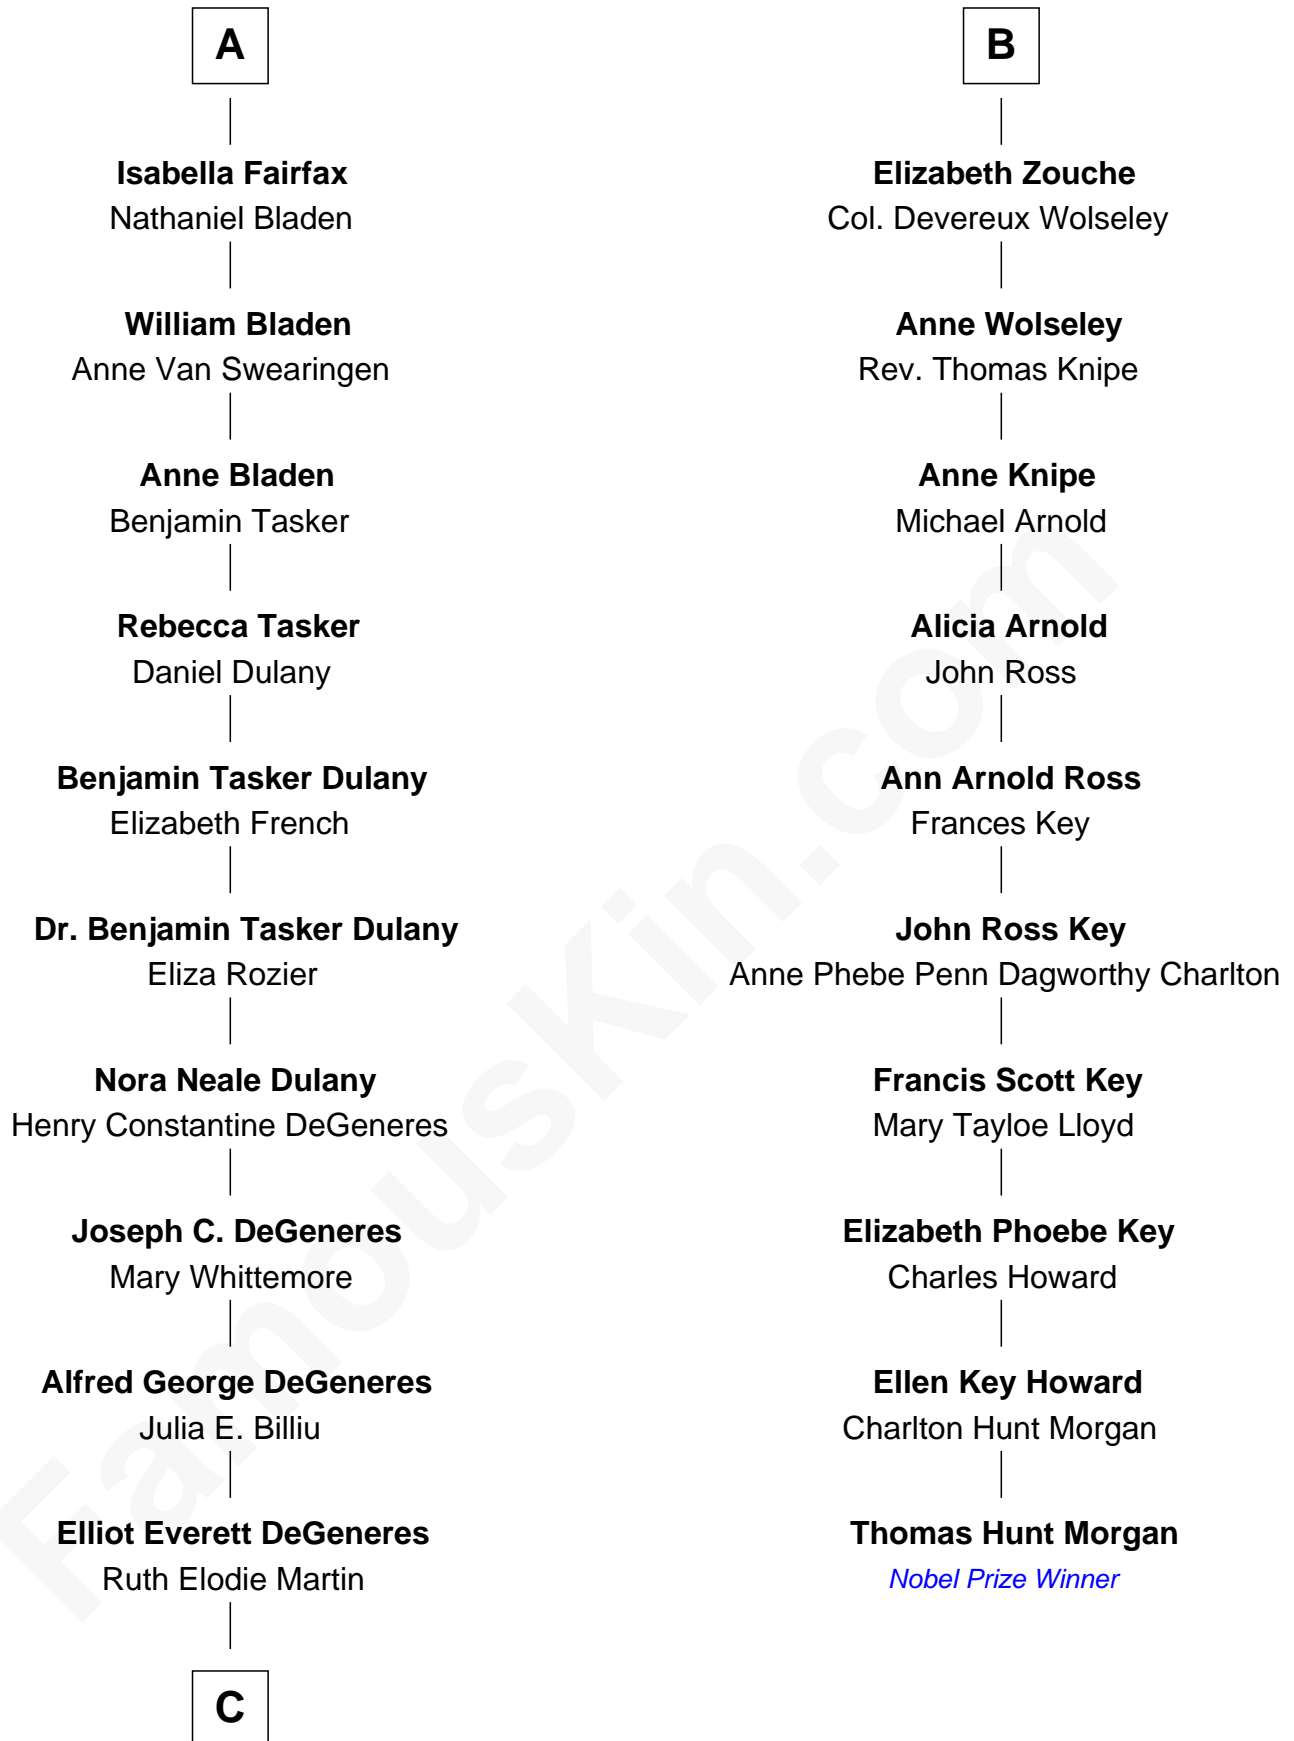 A
Isabella Fairfax
Nathaniel Bladen
William Bladen
Anne Van Swearingen
Anne Bladen
Benjamin Tasker
Rebecca Tasker
Daniel Dulany
Benjamin Tasker Dulany
Elizabeth French
Dr. Benjamin Tasker Dulany
Eliza Rozier
Nora Neale Dulany
Henry Constantine DeGeneres
Joseph C. DeGeneres
Mary Whittemore
Alfred George DeGeneres
Julia E. Billiu
Elliot Everett DeGeneres
Ruth Elodie Martin
C
B
Elizabeth Zouche
Col. Devereux Wolseley
Anne Wolseley
Rev. Thomas Knipe
Anne Knipe
Michael Arnold
Alicia Arnold
John Ross
Ann Arnold Ross
Frances Key
John Ross Key
Anne Phebe Penn Dagworthy Charlton
Francis Scott Key
Mary Tayloe Lloyd
Elizabeth Phoebe Key
Charles Howard
Ellen Key Howard
Charlton Hunt Morgan
Thomas Hunt Morgan
Nobel Prize Winner
FamousKin.com